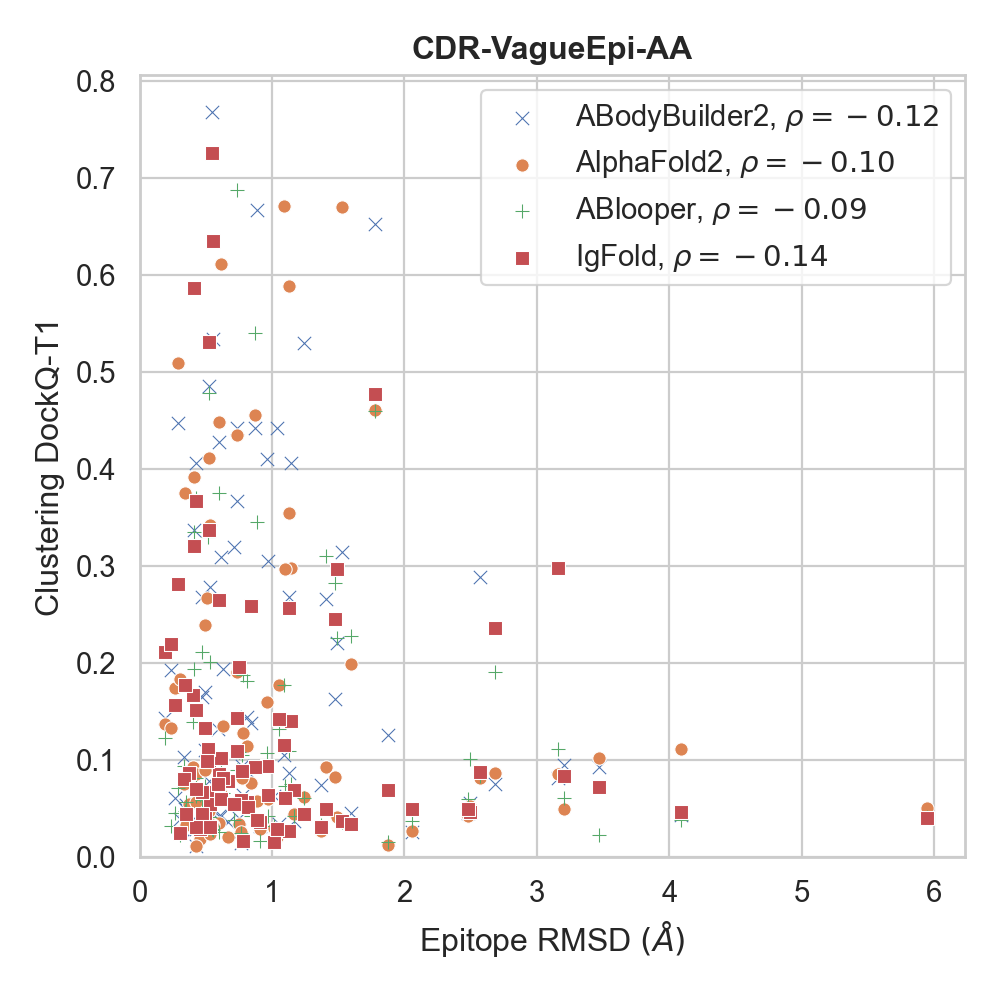 CDR-VagueEpi-AA
0.8
0.7
0.6
0.5
0.4
0.3
0.2
0.1
0.0
Clustering DockQ-T1
ABodyBuilder2, ρ = −0.12
AlphaFold2, ρ = −0.10
ABlooper, ρ = −0.09
IgFold, ρ = −0.14
0 1 2 3 4 5 6
Epitope RMSD (Å)